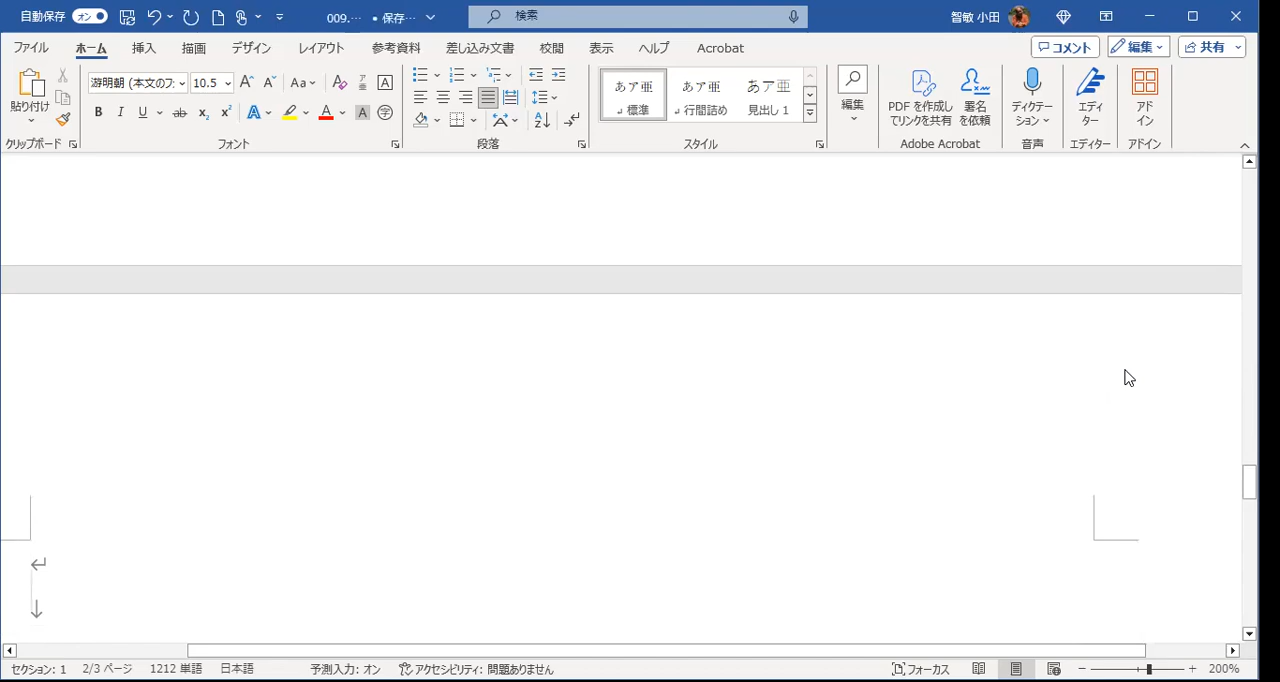 自動保存 オン 009.… • 保存… 検索 智敏 小田
ファイル ホーム 挿入 描画 デザイン レイアウト 参考資料 差し込み文書 校閲 表示 ヘルプ Acrobat コメント 編集 共有
貼り付け 游明朝 (本文のフ 10.5 A A Aa A A
B I U ab x₂ x² A A A 字
あア亜 あア亜 あア亜
↲ 標準 ↲ 行間詰め 見出し 1
編集
PDF を作成し
てリンクを共有
署名
を依頼
ディクテー
ション
エディ
ター
アド
イン
クリップボード フォント 段落 スタイル Adobe Acrobat 音声 エディター アドイン
セクション: 1 2/3 ページ 1212 単語 日本語 予測入力: オン アクセシビリティ: 問題ありません フォーカス 200%